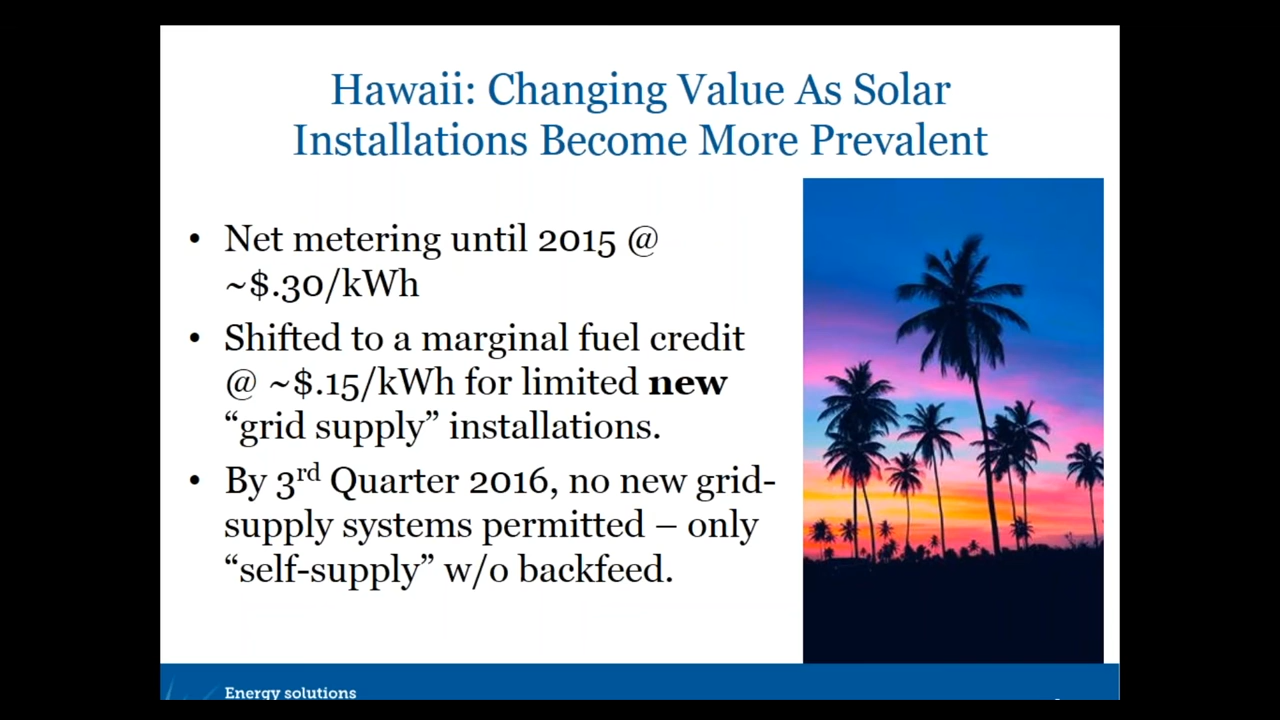 Hawaii: Changing Value As Solar
Installations Become More Prevalent
• Net metering until 2015 @
~$.30/kWh
• Shifted to a marginal fuel credit
@ ~$.15/kWh for limited new
“grid supply” installations.
• By 3rd Quarter 2016, no new grid-
supply systems permitted – only
“self-supply” w/o backfeed.
Energy solutions